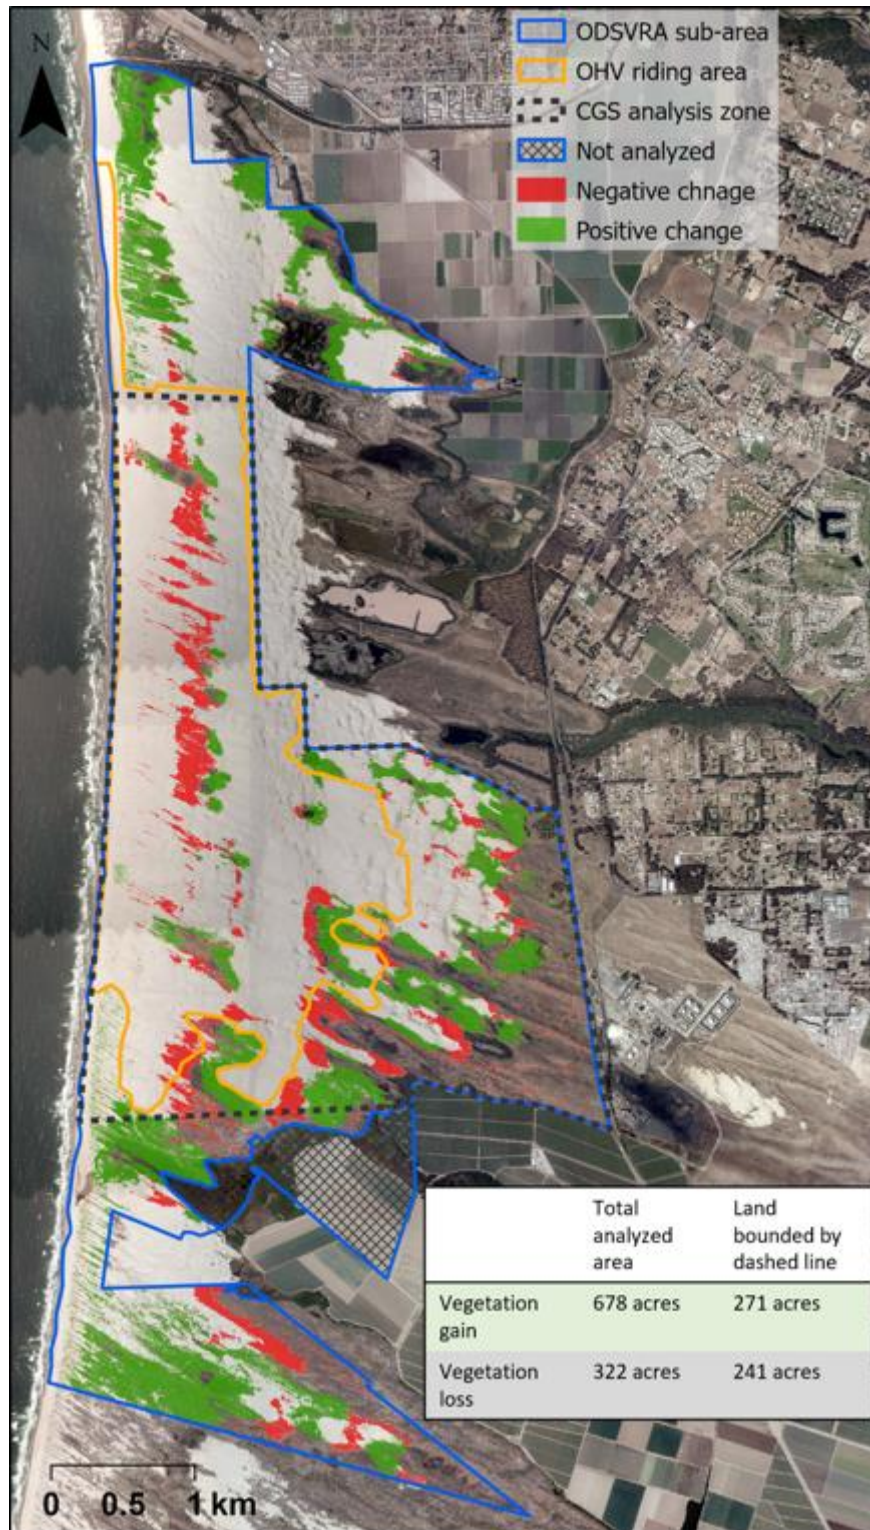 N
ODSVRA sub-area
OHV riding area
CGS analysis zone
Not analyzed
Negative chnage
Positive change
Total
analyzed
area
Land
bounded by
dashed line
Vegetation
gain
678 acres
271 acres
Vegetation
loss
322 acres
241 acres
0 0.5 1 km